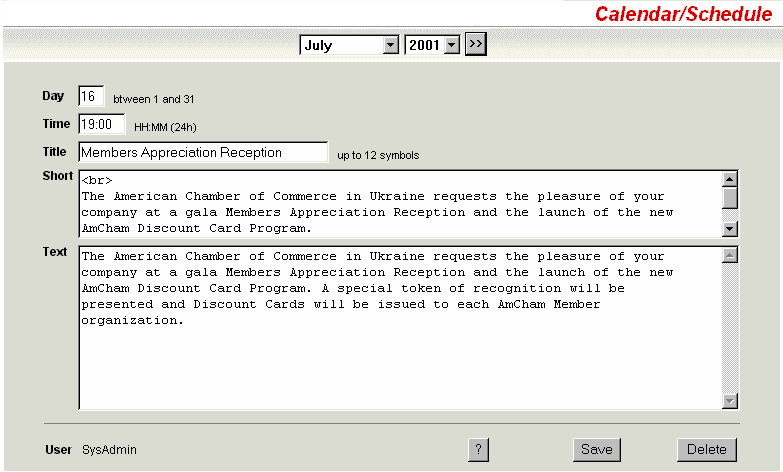 Calendar/Schedule
July 2001 >>
Day 16 btween 1 and 31
Time 19:00 HH:MM (24h)
Title Members Appreciation Reception up to 12 symbols
Short <br>
The American Chamber of Commerce in Ukraine requests the pleasure of your
company at a gala Members Appreciation Reception and the launch of the new
AmCham Discount Card Program.
Text The American Chamber of Commerce in Ukraine requests the pleasure of your
company at a gala Members Appreciation Reception and the launch of the new
AmCham Discount Card Program. A special token of recognition will be
presented and Discount Cards will be issued to each AmCham Member
organization.
User SysAdmin ? Save Delete